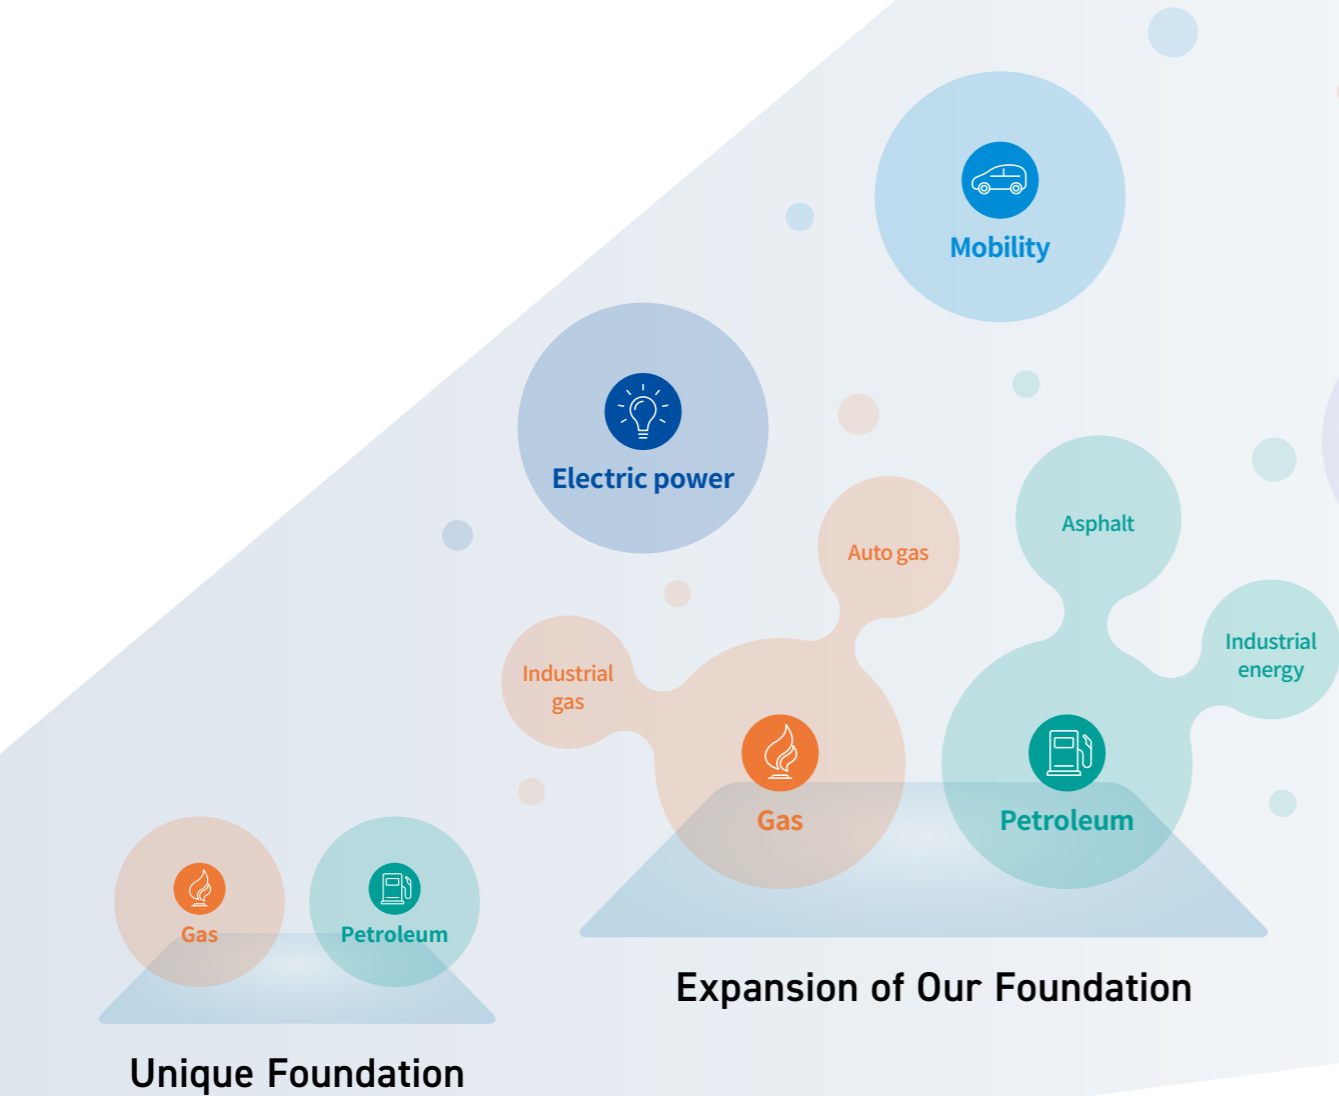 Mobility
Electric power
Auto gas
Asphalt
Industrial
gas
Industrial
energy
Gas
Petroleum
Expansion of Our Foundation
Gas
Petroleum
Unique Foundation